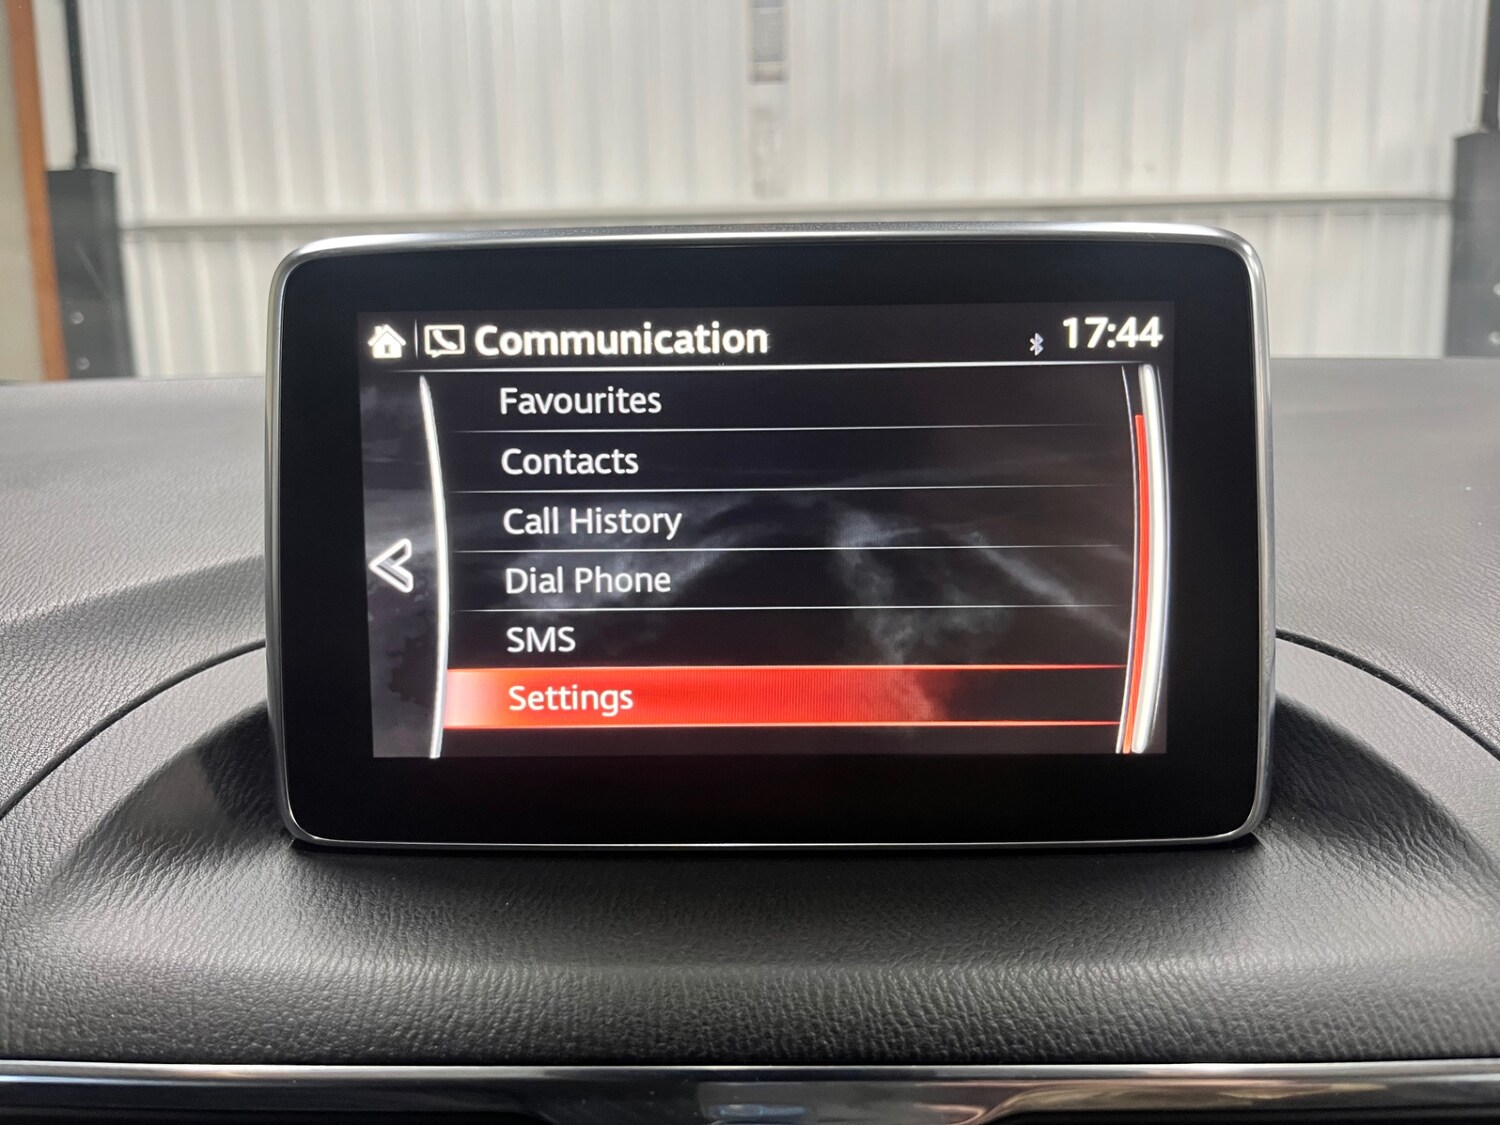 Communication 17:44
Favourites
Contacts
Call History
Dial Phone
SMS
Settings